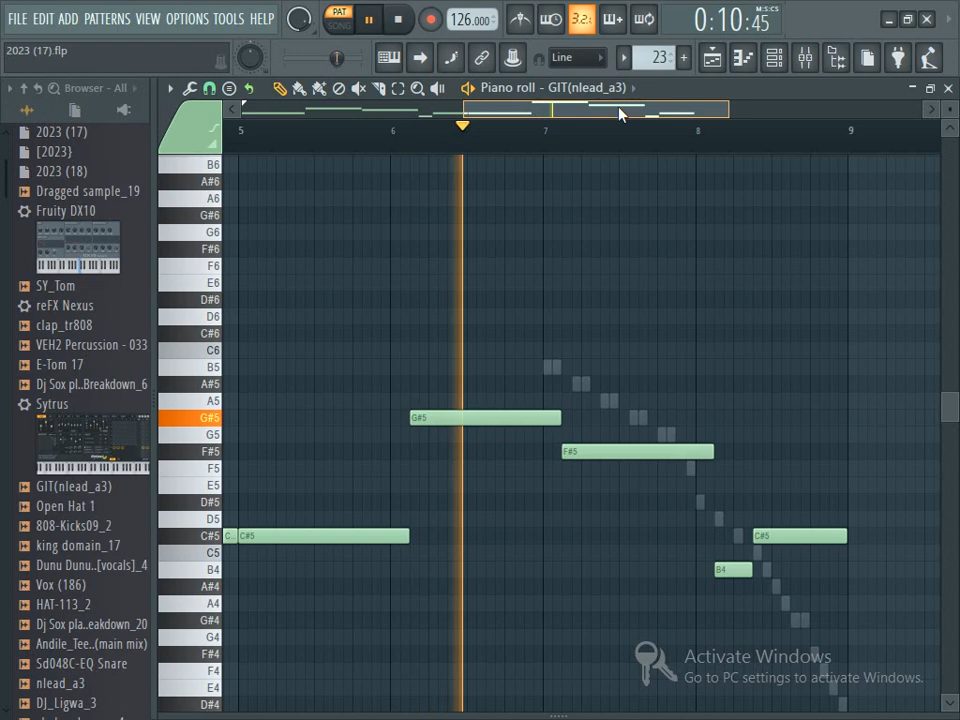 FILE EDIT ADD PATTERNS VIEW OPTIONS TOOLS HELP
PAT
SONG
126.000
3.2.
0:10:45
M:S:CS
2023 (17).flp
Line
23
Browser - All
Piano roll - GIT(nlead_a3)
2023 (17)
[2023}
2023 (18)
Dragged sample_19
Fruity DX10
SY_Tom
reFX Nexus
clap_tr808
VEH2 Percussion - 033
E-Tom 17
Dj Sox pl..Breakdown_6
Sytrus
GIT(nlead_a3)
Open Hat 1
808-Kicks09_2
king domain_17
Dunu Dunu..[vocals]_4
Vox (186)
HAT-113_2
Dj Sox pla..eakdown_20
Andile_Tee..(main mix)
Sd048C-EQ Snare
nlead_a3
DJ_Ligwa_3
5 6 7 8 9
B6
A#6
A6
G#6
G6
F#6
F6
E6
D#6
D6
C#6
C6
B5
A#5
A5
G#5 G#5
G5
F#5 F#5
F5
E5
D#5
D5
C#5 C.. C#5 C#5
C5
B4 B4
A#4
A4
G#4
G4
F#4
F4
E4
D#4
Activate Windows
Go to PC settings to activate Windows.